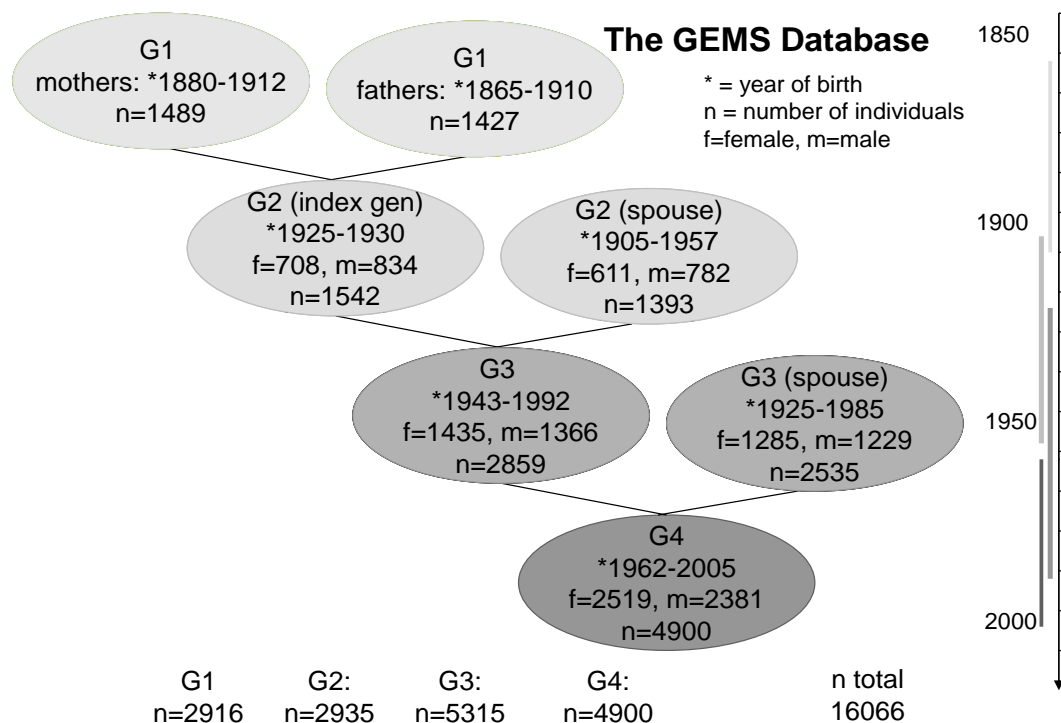 The GEMS Database
* = year of birth
n = number of individuals
f=female, m=male
G1
mothers: *1880-1912
n=1489
G1
fathers: *1865-1910
n=1427
G2 (index gen)
*1925-1930
f=708, m=834
n=1542
G2 (spouse)
*1905-1957
f=611, m=782
n=1393
G3
*1943-1992
f=1435, m=1366
n=2859
G3 (spouse)
*1925-1985
f=1285, m=1229
n=2535
G4
*1962-2005
f=2519, m=2381
n=4900
1850
1900
1950
2000
G1
n=2916
G2:
n=2935
G3:
n=5315
G4:
n=4900
n total
16066